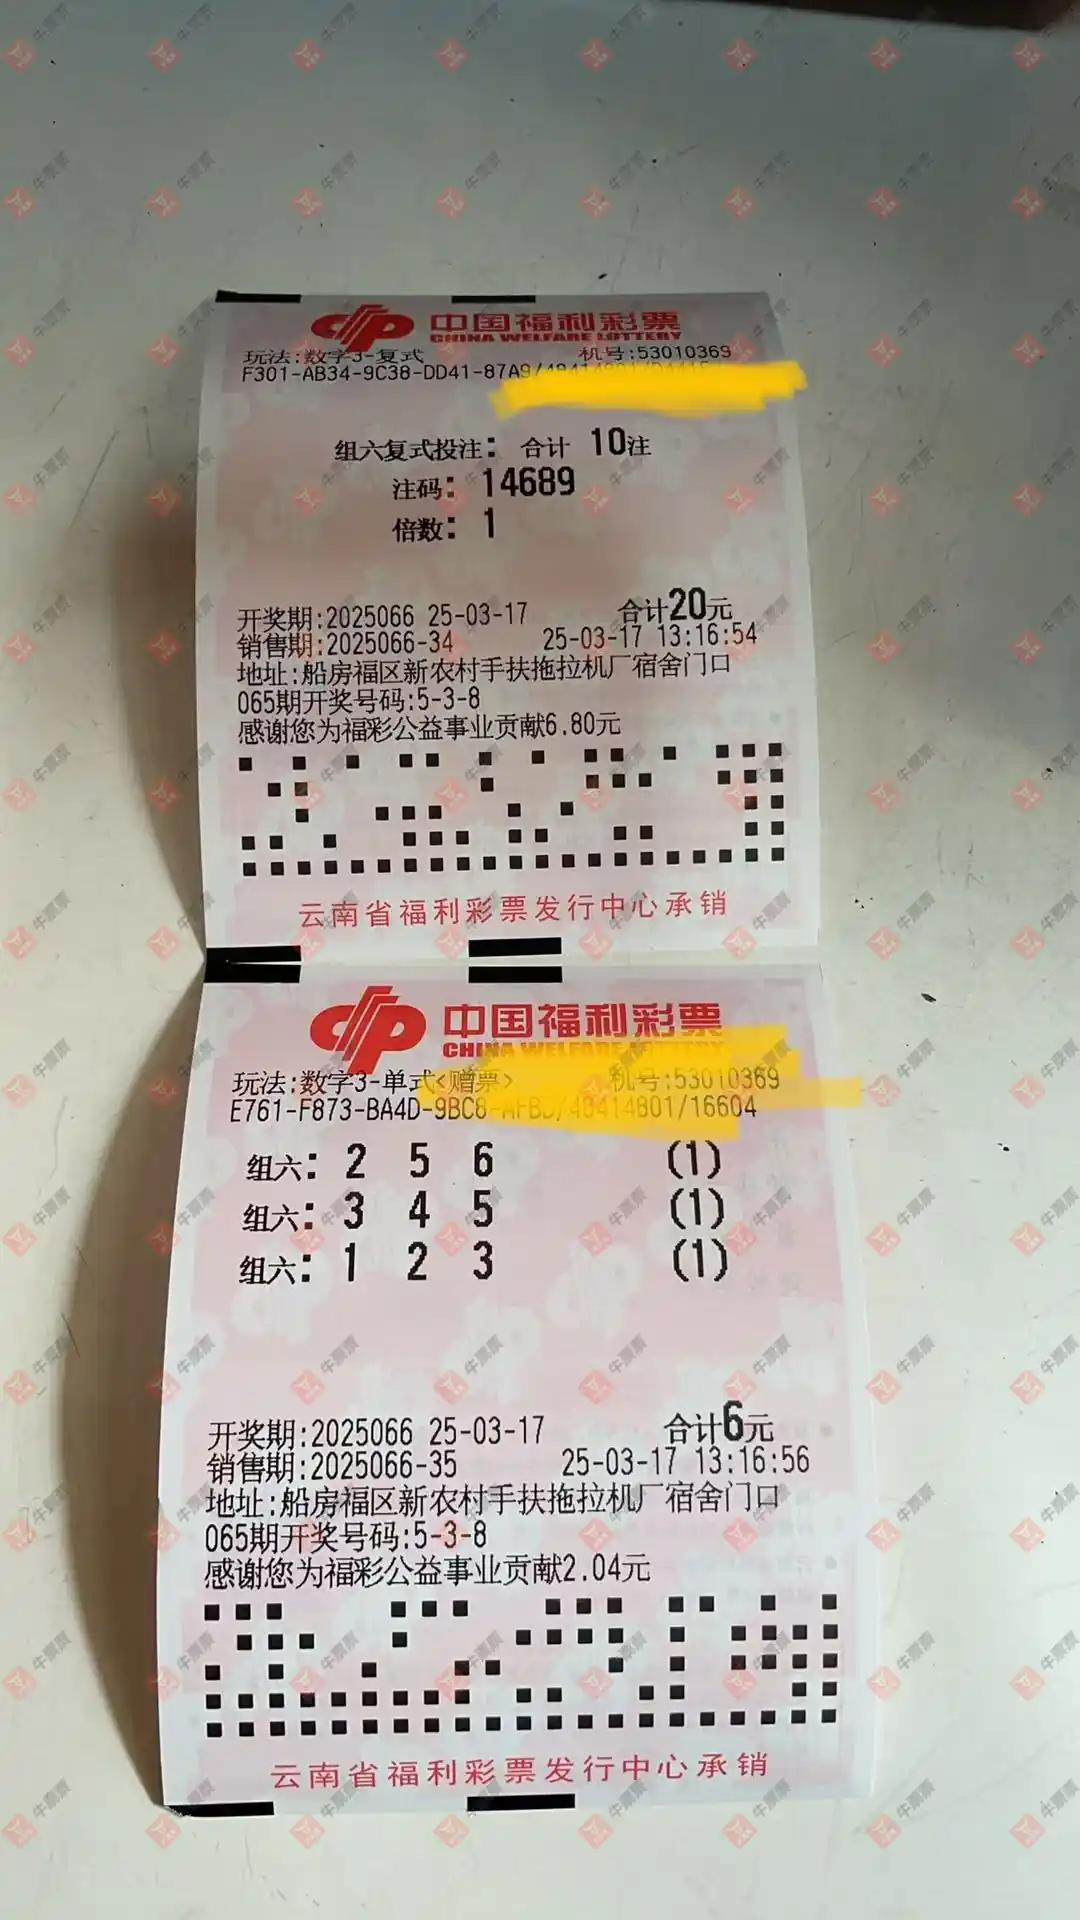 中国福利彩票
CHINA WELFARE LOTTERY
玩法:数字3-复式 机号:53010369
F301-AB34-9C38-DD41-87A9/48414801/
组六复式投注: 合计 10注
注码: 14689
倍数: 1
开奖期:2025066 25-03-17 合计20元
销售期:2025066-34 25-03-17 13:16:54
地址:船房福区新农村手扶拖拉机厂宿舍门口
065期开奖号码:5-3-8
感谢您为福彩公益事业贡献6.80元
云南省福利彩票发行中心承销
中国福利彩票
CHINA WELFARE LOTTERY
玩法:数字3-单式<赠票> 机号:53010369
E761-F873-BA4D-9BC8-AFBD/48414801/16604
组六: 2 5 6 (1)
组六: 3 4 5 (1)
组六: 1 2 3 (1)
开奖期:2025066 25-03-17 合计6元
销售期:2025066-35 25-03-17 13:16:56
地址:船房福区新农村手扶拖拉机厂宿舍门口
065期开奖号码:5-3-8
感谢您为福彩公益事业贡献2.04元
云南省福利彩票发行中心承销
牛票票